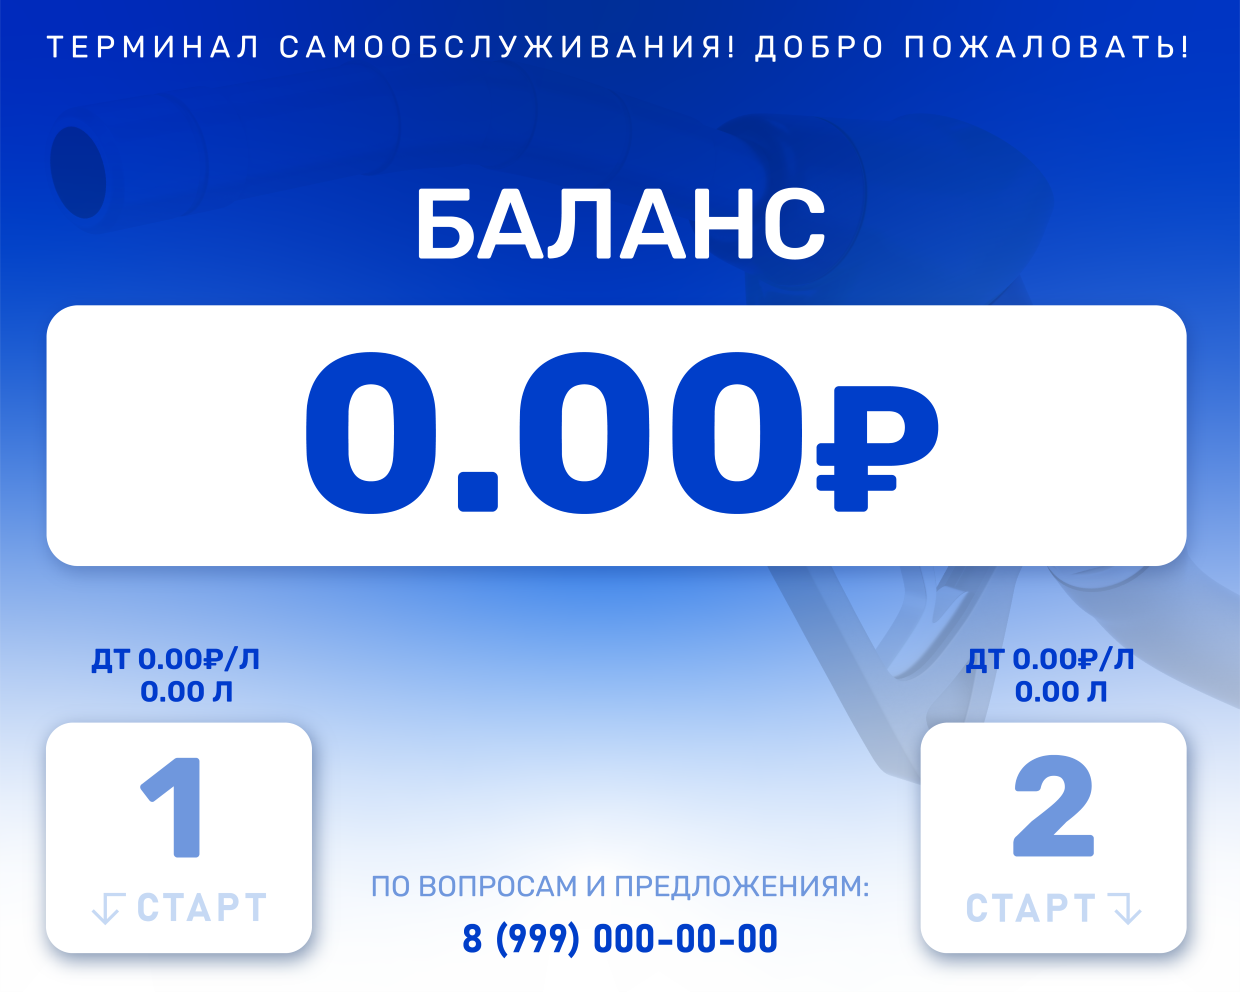 ТЕРМИНАЛ САМООБСЛУЖИВАНИЯ! ДОБРО ПОЖАЛОВАТЬ!
БАЛАНС
0.00₽
ДТ 0.00₽/Л
0.00 Л
1
СТАРТ
ДТ 0.00₽/Л
0.00 Л
2
СТАРТ
ПО ВОПРОСАМ И ПРЕДЛОЖЕНИЯМ:
8 (999) 000-00-00